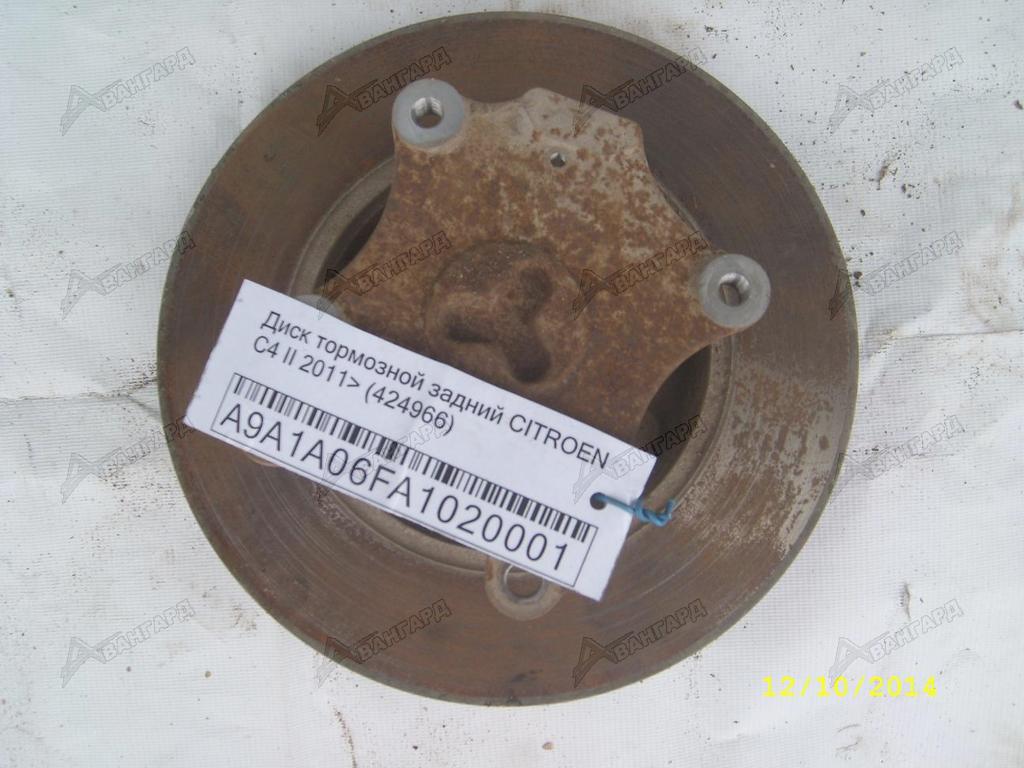 Диск тормозной задний CITROEN
C4 II 2011> (424966)
A9A1A06FA1020001
12/10/2014
АВАНГАРД